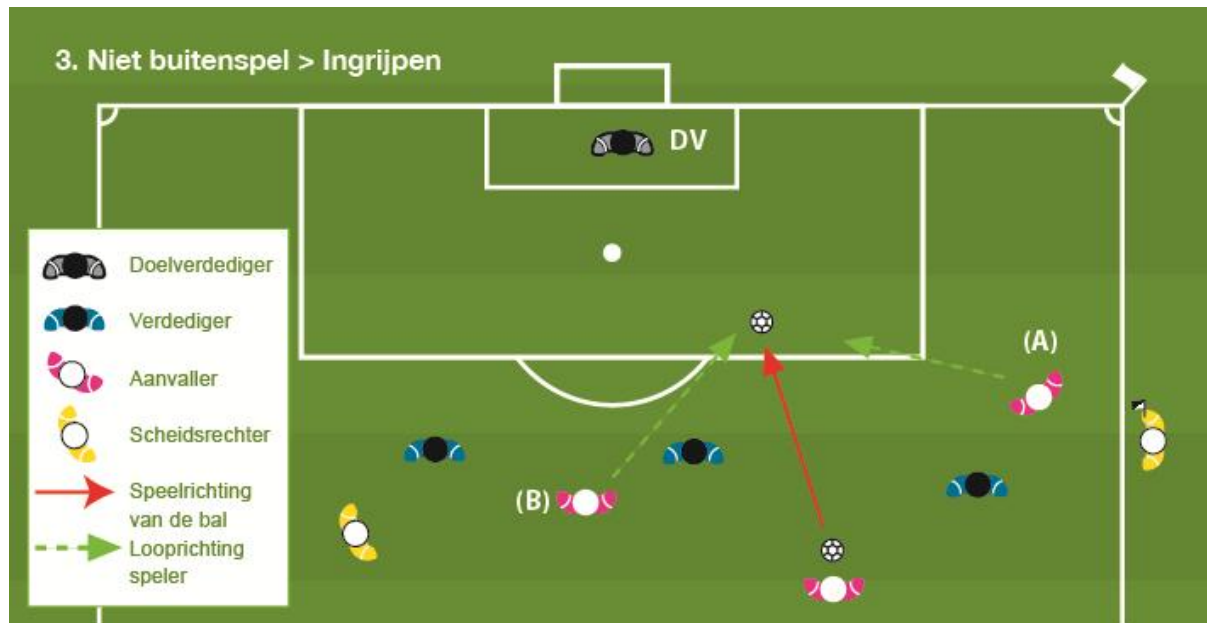 3. Niet buitenspel > Ingrijpen
DV
Doelverdediger
Verdediger
Aanvaller
Scheidsrechter
Speelrichting
van de bal
Looprichting
speler
(A)
(B)